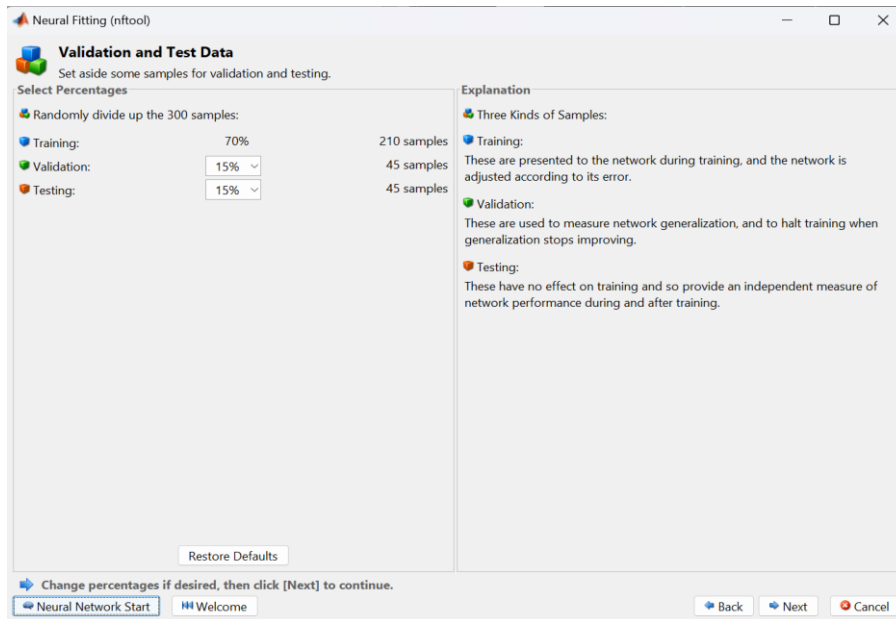 Neural Fitting (nftool)
Validation and Test Data
Set aside some samples for validation and testing.
Select Percentages
Randomly divide up the 300 samples:
Training: 70% 210 samples
Validation: 15% 45 samples
Testing: 15% 45 samples
Restore Defaults
Explanation
Three Kinds of Samples:
Training:
These are presented to the network during training, and the network is
adjusted according to its error.
Validation:
These are used to measure network generalization, and to halt training when
generalization stops improving.
Testing:
These have no effect on training and so provide an independent measure of
network performance during and after training.
Change percentages if desired, then click [Next] to continue.
Neural Network Start Welcome Back Next Cancel